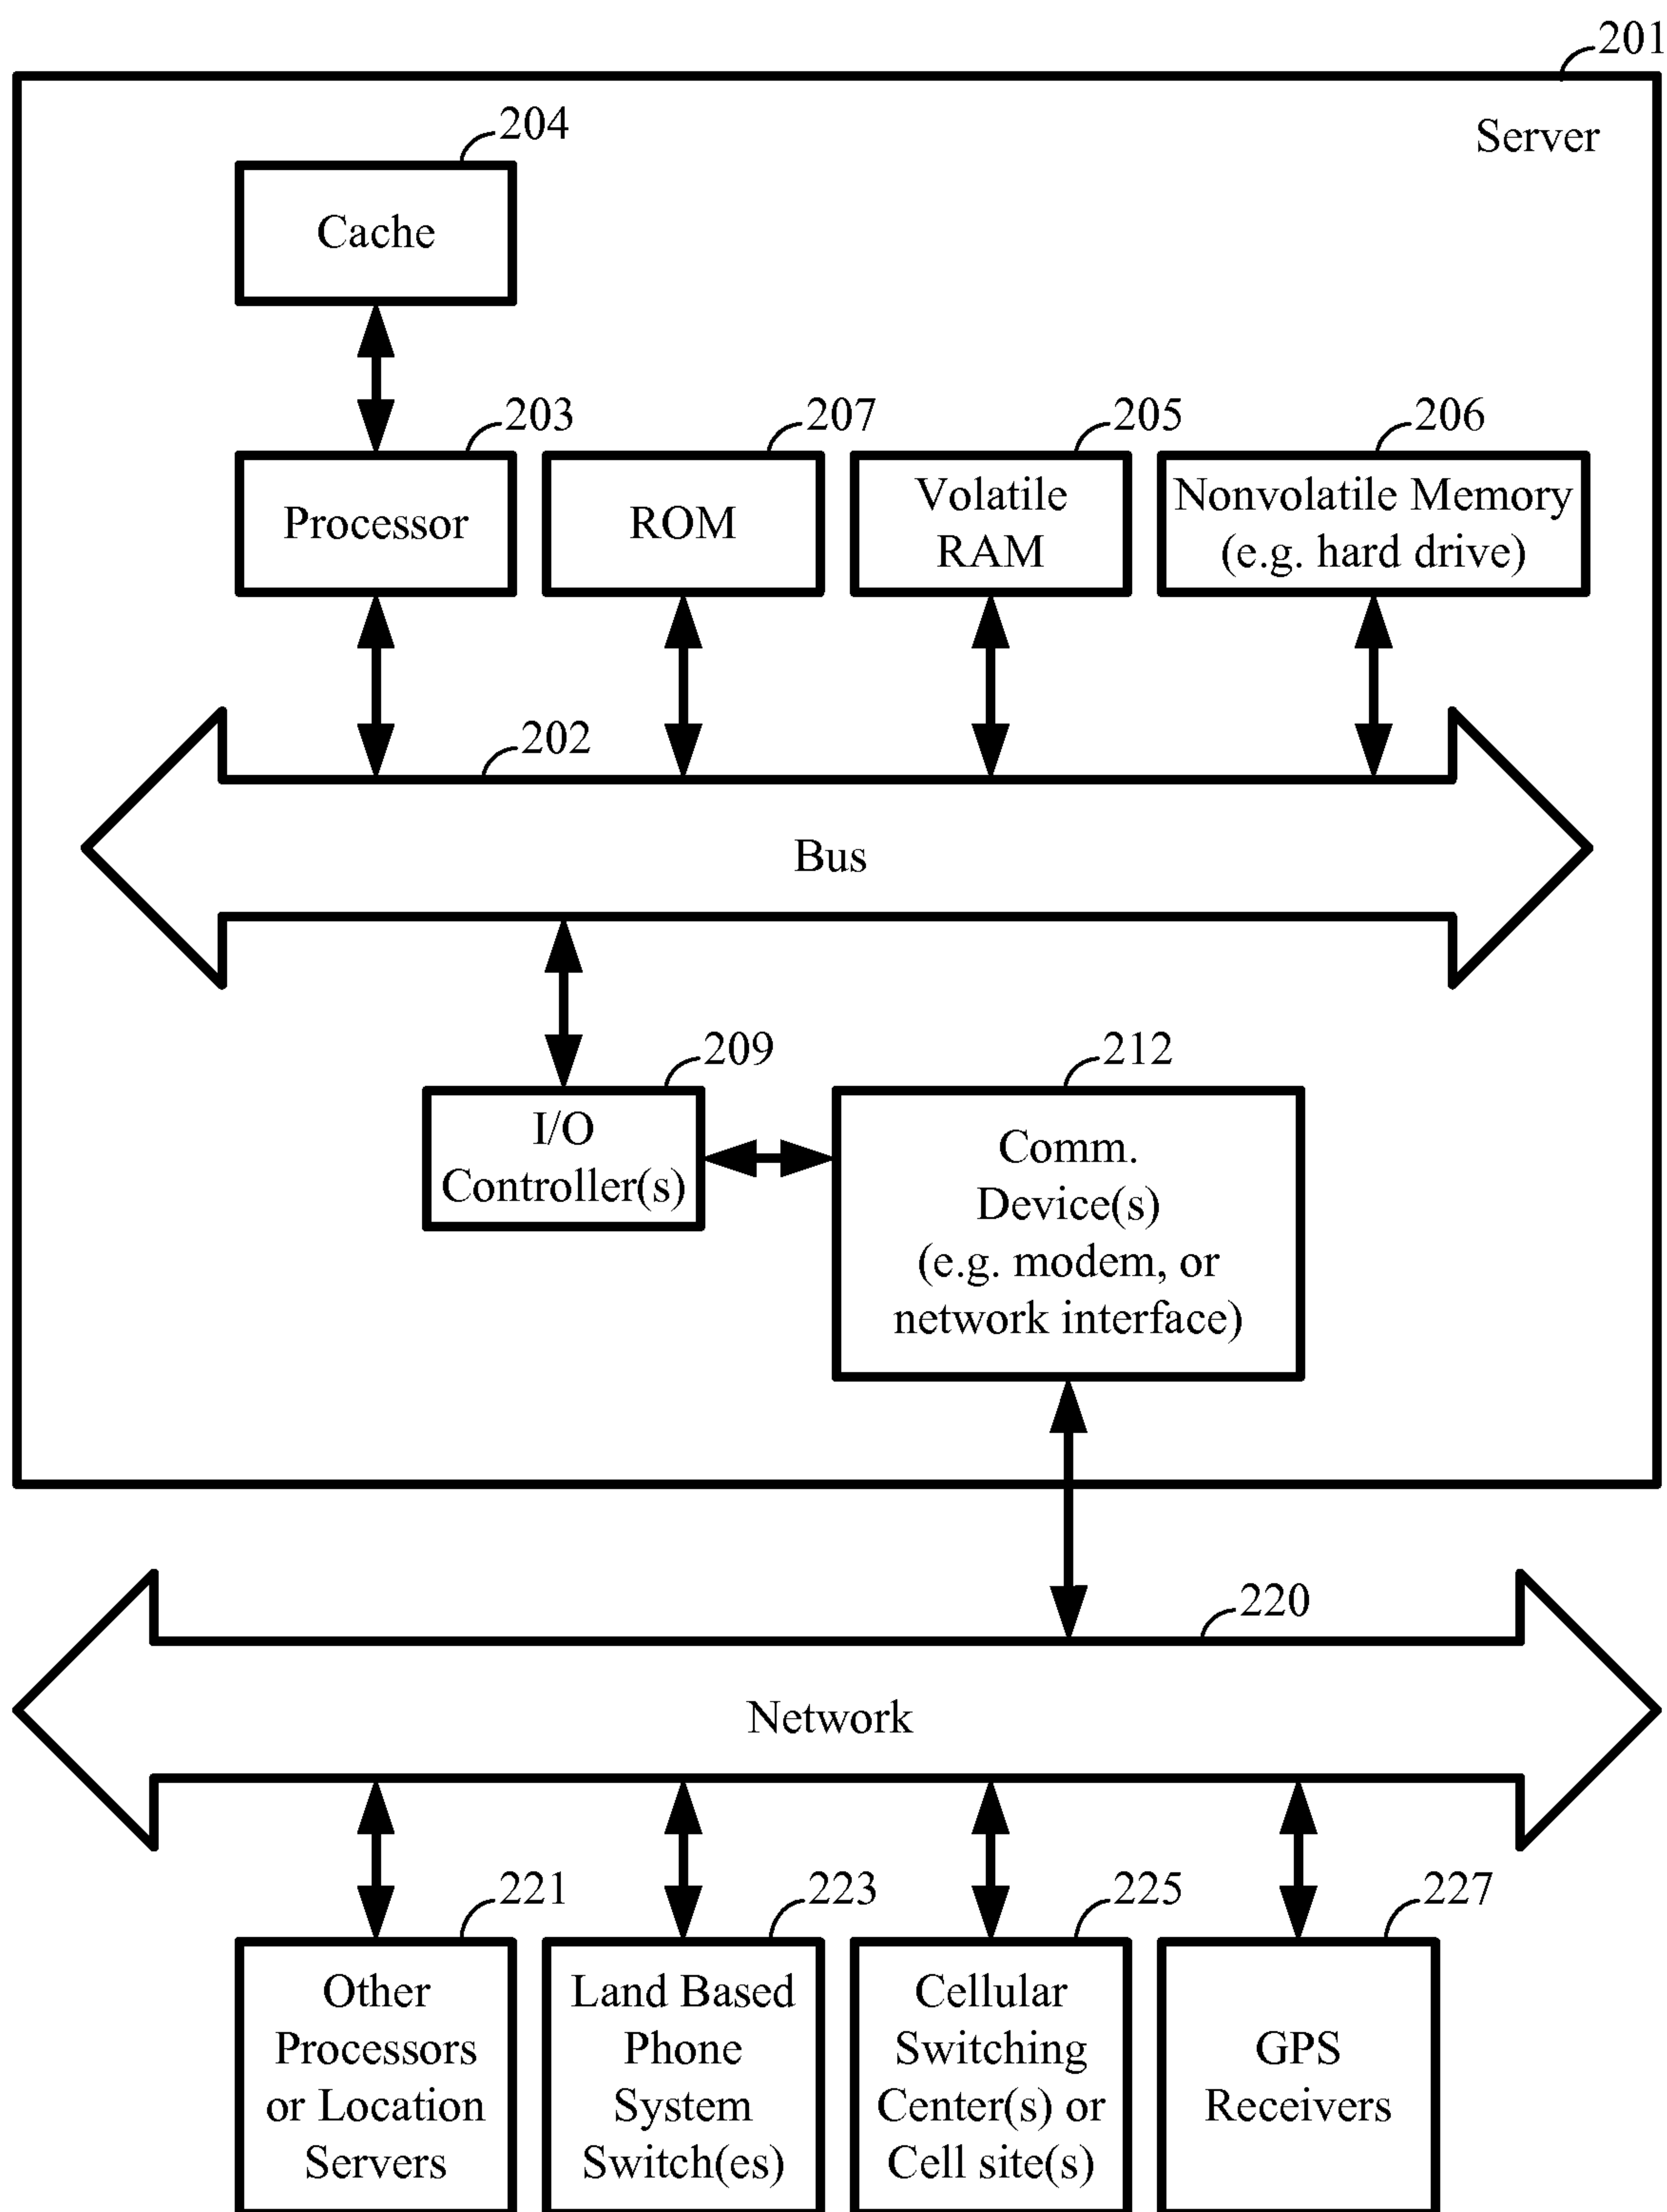 201
Server
204
Cache
203
207
205
206
Processor
ROM
Volatile
RAM
Nonvolatile Memory
(e.g. hard drive)
202
Bus
209
212
I/O
Controller(s)
Comm.
Device(s)
(e.g. modem, or
network interface)
220
Network
221
223
225
227
Other
Processors
or Location
Servers
Land Based
Phone
System
Switch(es)
Cellular
Switching
Center(s) or
Cell site(s)
GPS
Receivers